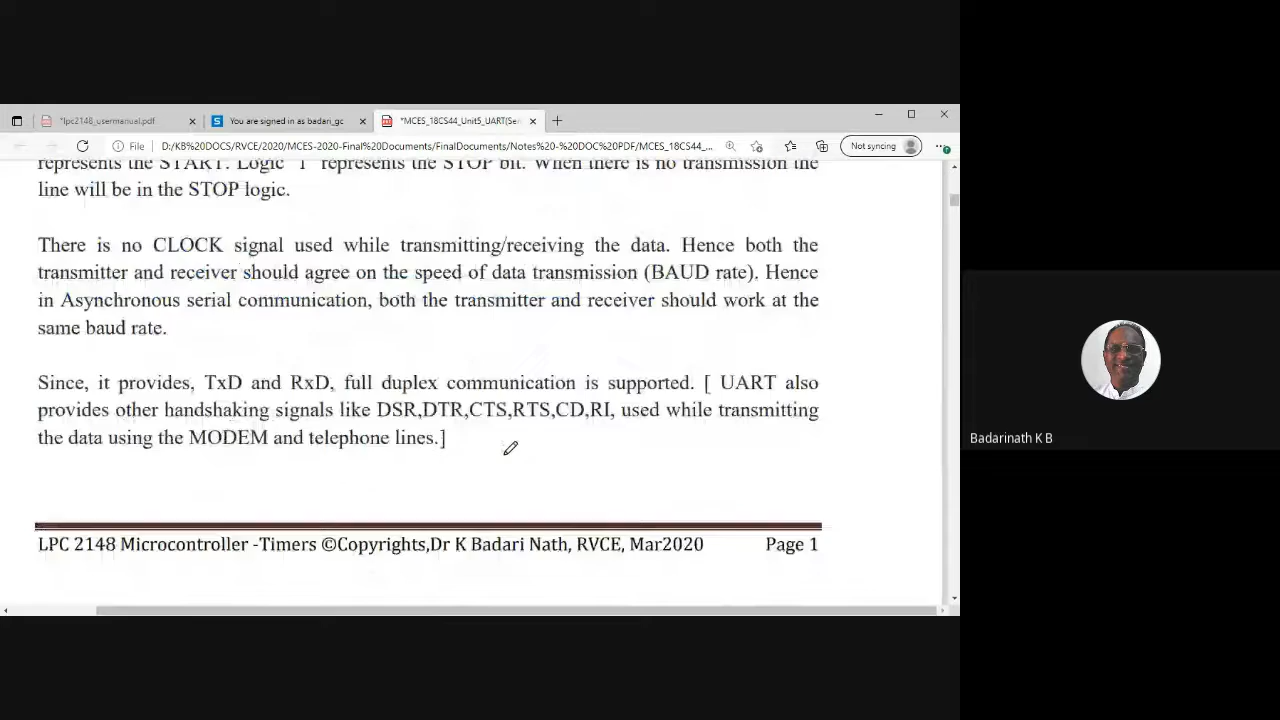 *lpc2148_usermanual.pdf
You are signed in as badari_gc
*MCES_18CS44_Unit5_UART(Se
File
D:/KB%20DOCS/RVCE/2020/MCES-2020-Final%20Documents/FinalDocuments/Notes%20-%20DOC%20PDF/MCES_18CS44_...
Not syncing
represents the START. Logic "1" represents the STOP bit. When there is no transmission the
line will be in the STOP logic.
There is no CLOCK signal used while transmitting/receiving the data. Hence both the
transmitter and receiver should agree on the speed of data transmission (BAUD rate). Hence
in Asynchronous serial communication, both the transmitter and receiver should work at the
same baud rate.
Since, it provides, TxD and RxD, full duplex communication is supported. [ UART also
provides other handshaking signals like DSR,DTR,CTS,RTS,CD,RI, used while transmitting
the data using the MODEM and telephone lines.]
LPC 2148 Microcontroller -Timers ©Copyrights,Dr K Badari Nath, RVCE, Mar2020 Page 1
Badarinath K B